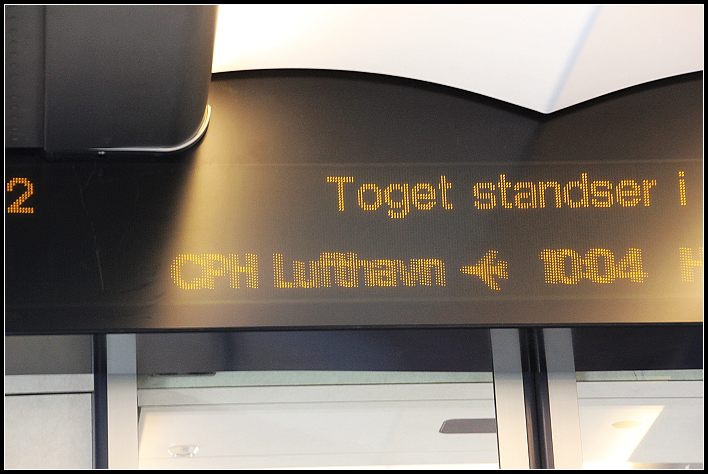 2 Toget standser i
CPH Lufthavn 10:04 H